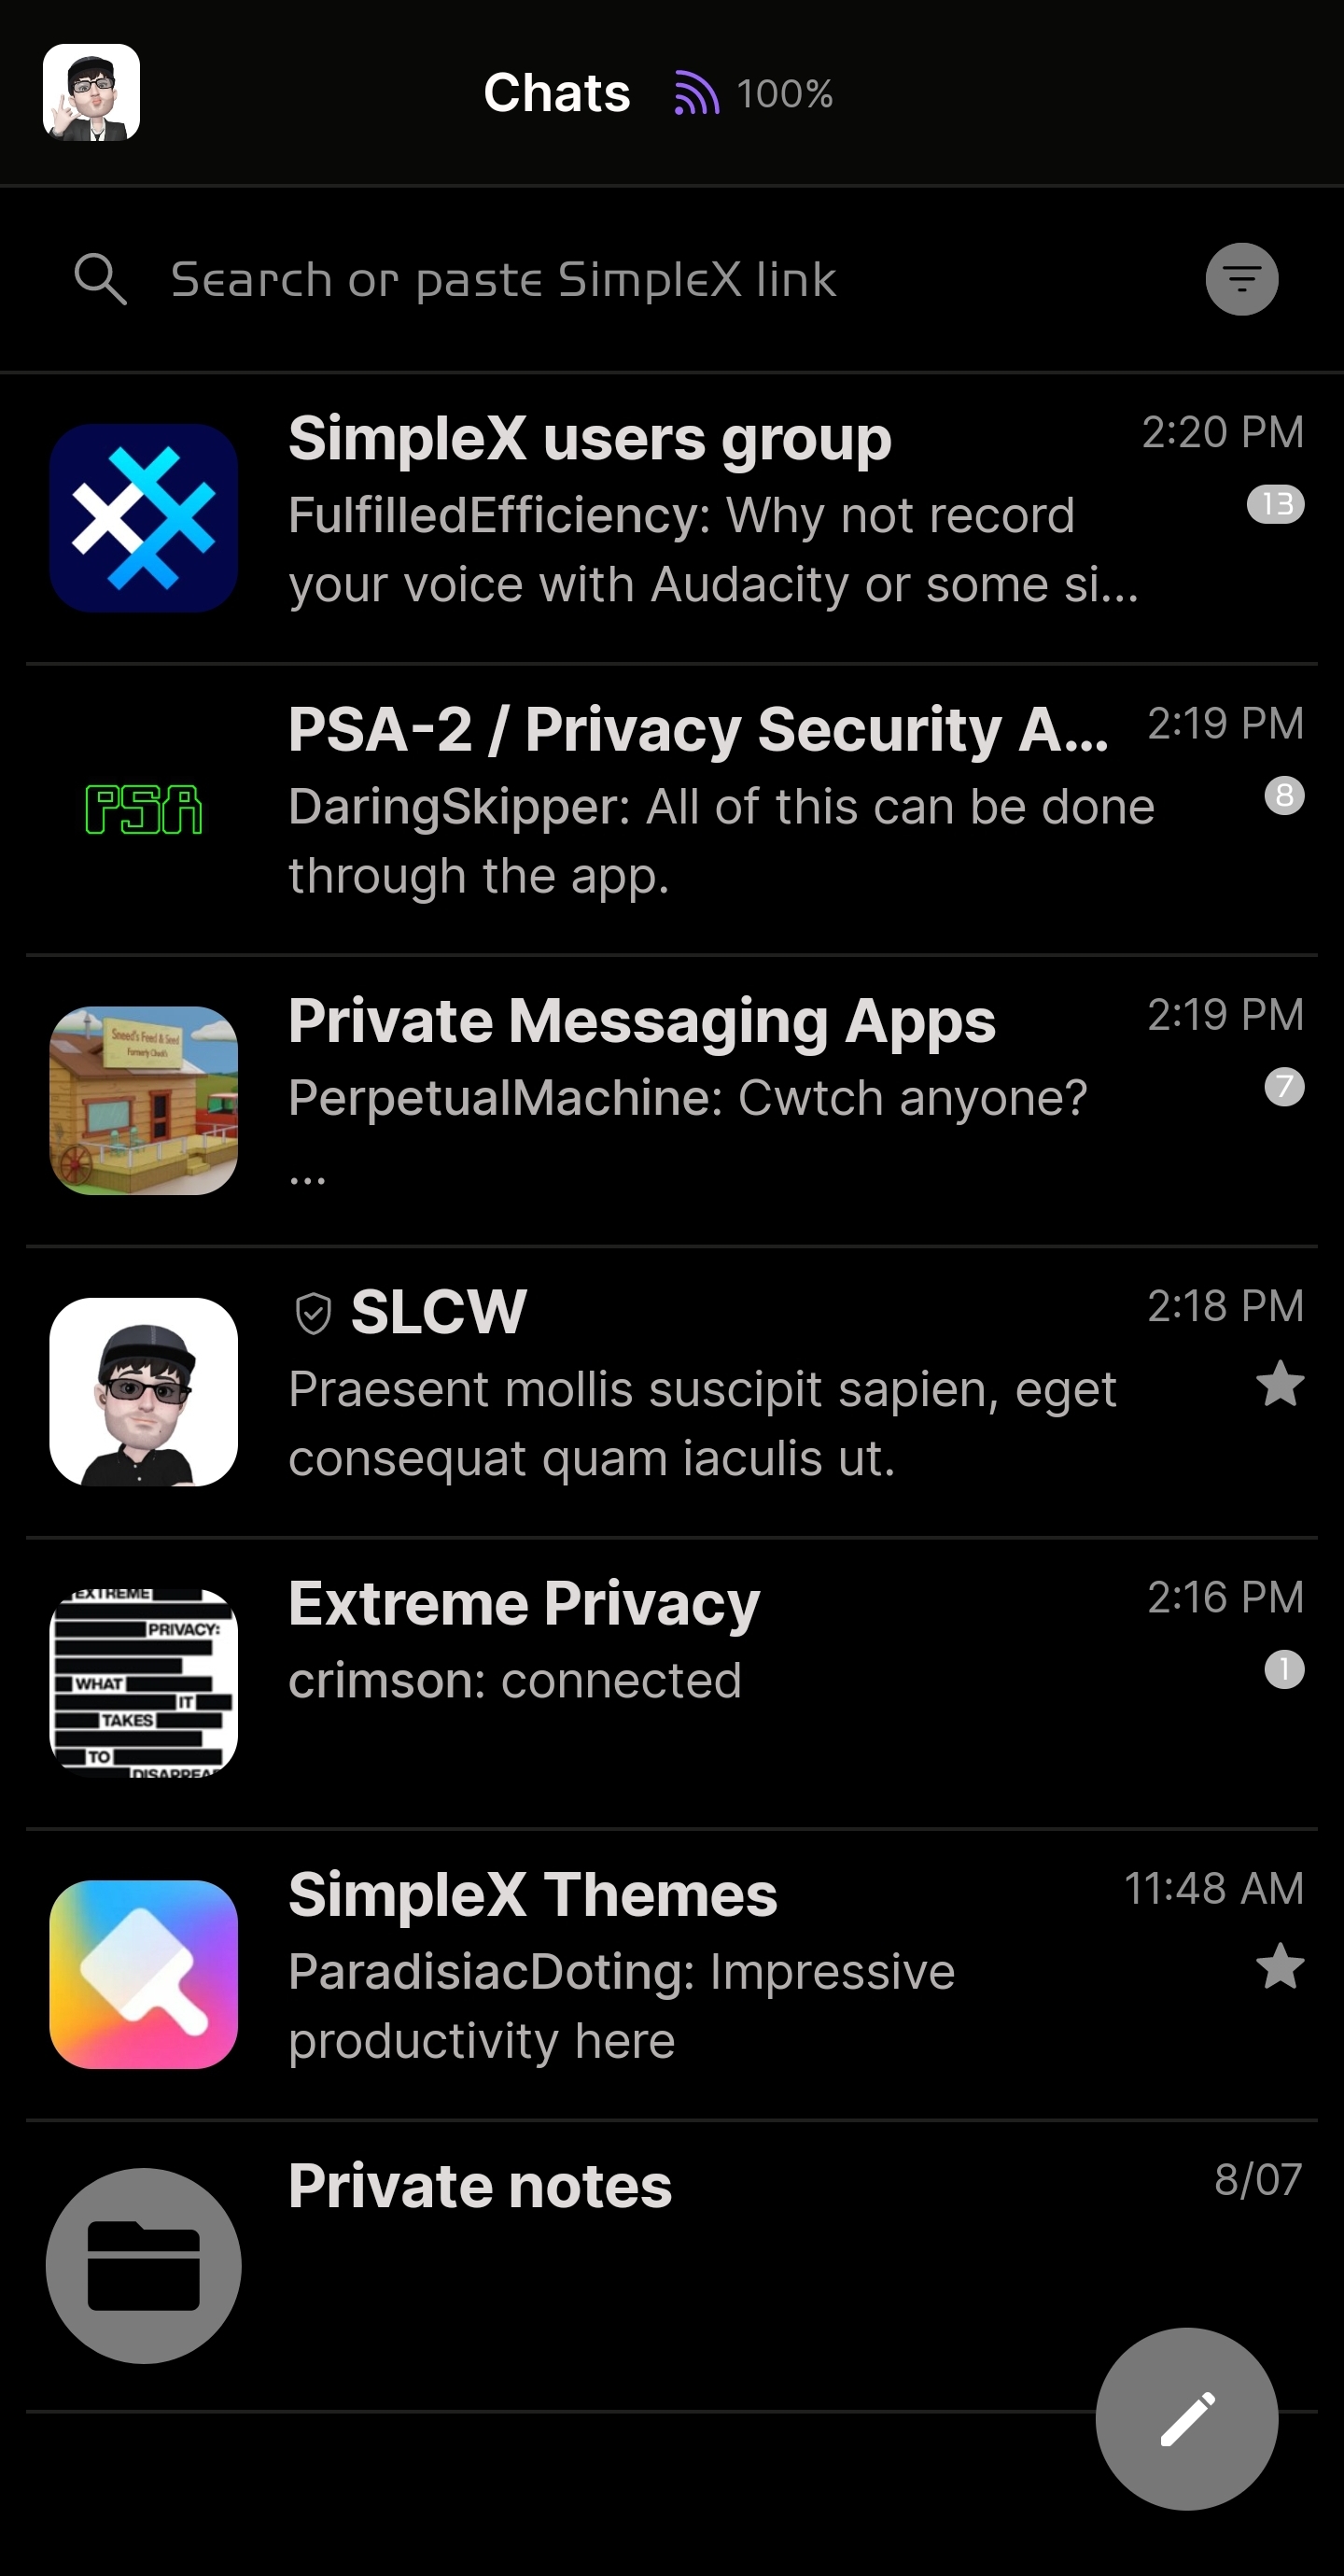 Chats 100%
Search or paste SimpleX link
SimpleX users group 2:20 PM
FulfilledEfficiency: Why not record 13
your voice with Audacity or some si...
PSA-2 / Privacy Security A... 2:19 PM
PSA
DaringSkipper: All of this can be done 8
through the app.
Private Messaging Apps 2:19 PM
Sneed's Feed & Seed
Formerly Chuck's
PerpetualMachine: Cwtch anyone? 7
...
SLCW 2:18 PM
Praesent mollis suscipit sapien, eget
consequat quam iaculis ut.
Extreme Privacy 2:16 PM
EXTREME
PRIVACY:
WHAT
IT
TAKES
TO
crimson: connected 1
SimpleX Themes 11:48 AM
ParadisiacDoting: Impressive
productivity here
Private notes 8/07